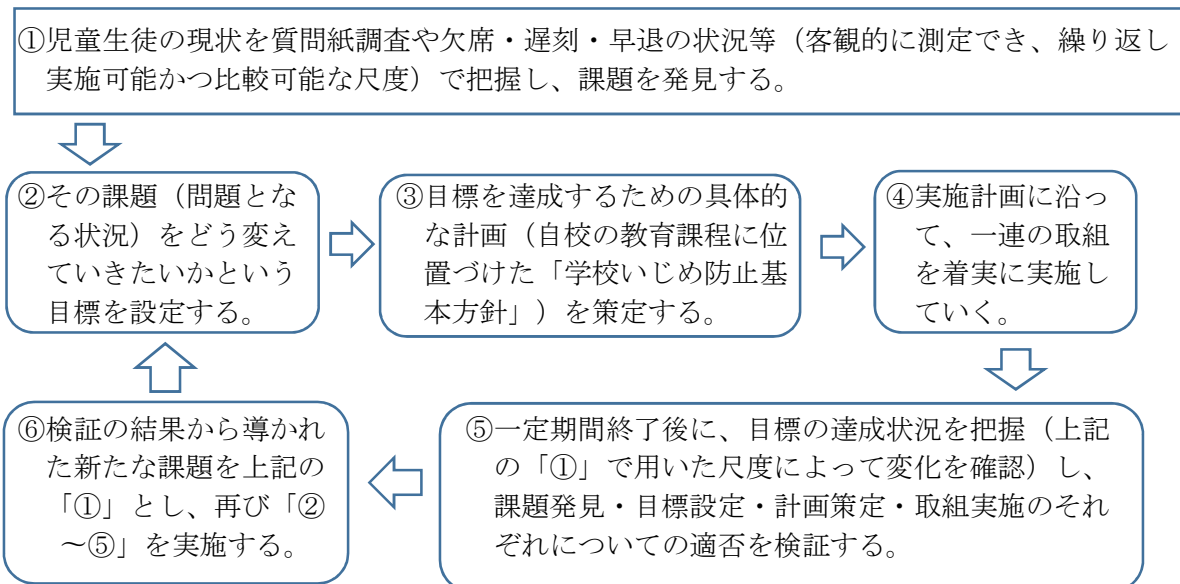 ①児童生徒の現状を質問紙調査や欠席・遅刻・早退の状況等（客観的に測定でき、繰り返し
実施可能かつ比較可能な尺度）で把握し、課題を発見する。
②その課題（問題とな
る状況）をどう変え
ていきたいかという
目標を設定する。
③目標を達成するための具体的
な計画（自校の教育課程に位
置づけた「学校いじめ防止基
本方針」）を策定する。
④実施計画に沿っ
て、一連の取組
を着実に実施し
ていく。
⑤一定期間終了後に、目標の達成状況を把握（上記
の「①」で用いた尺度によって変化を確認）し、
課題発見・目標設定・計画策定・取組実施のそれ
ぞれについての適否を検証する。
⑥検証の結果から導かれ
た新たな課題を上記の
「①」とし、再び「②
～⑤」を実施する。